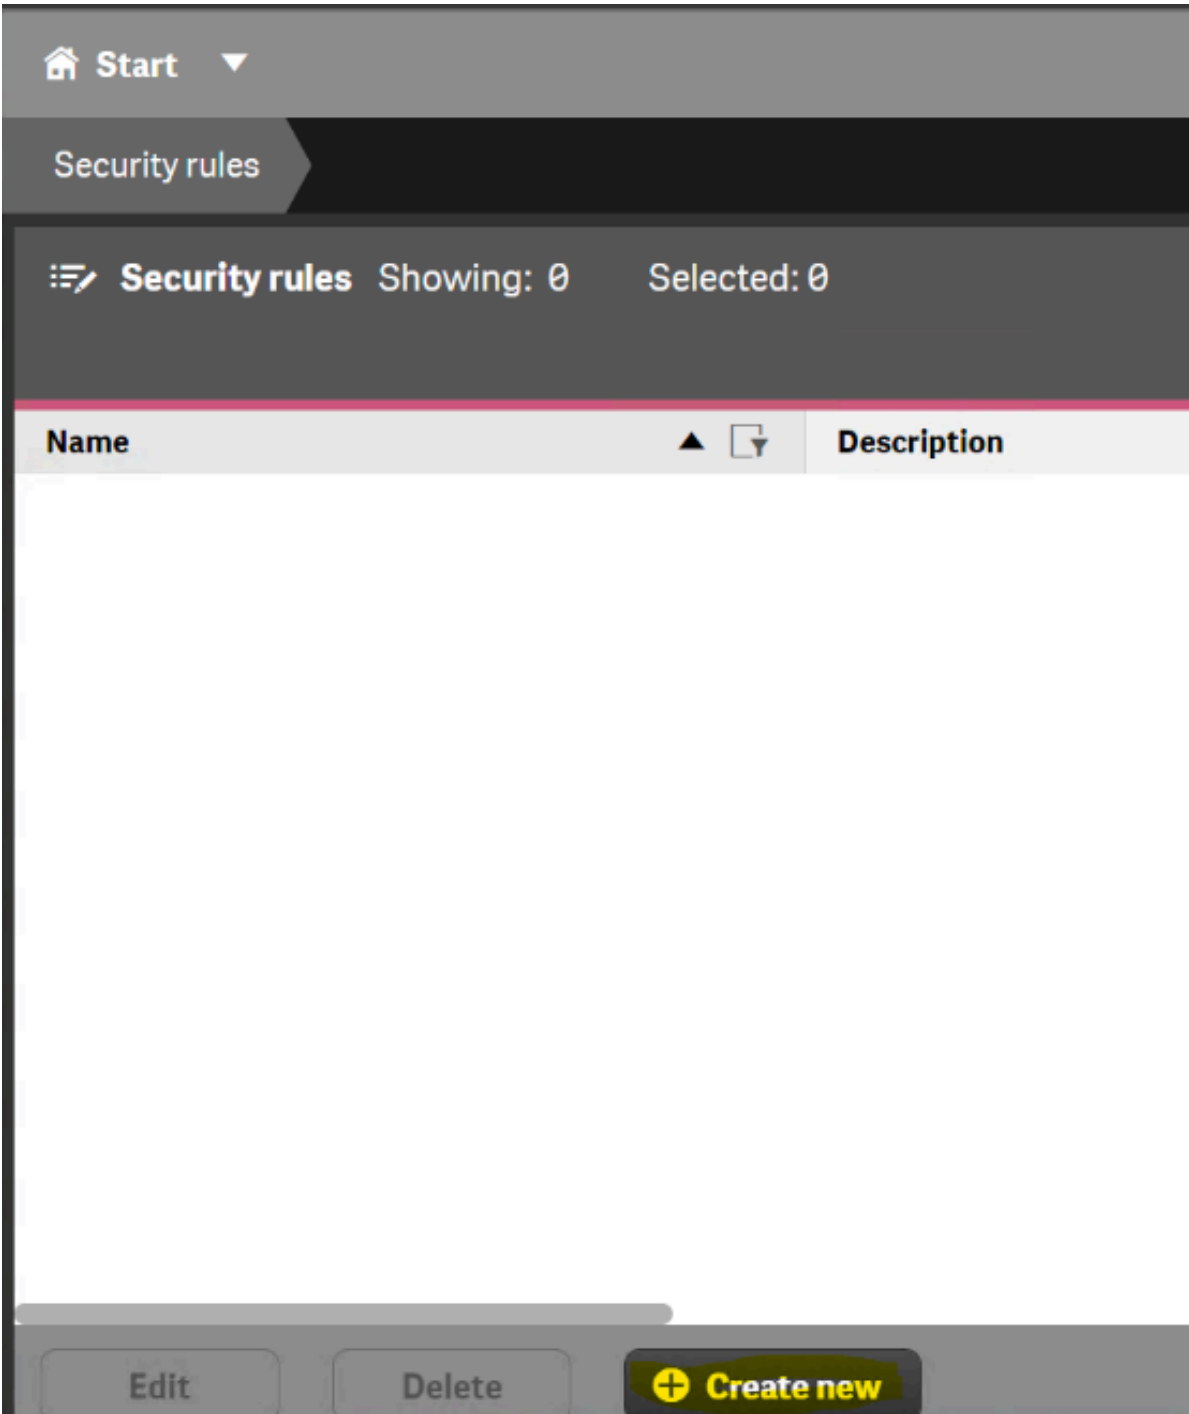 Start
Security rules
Security rules Showing: 0 Selected: 0
Name Description
Edit Delete Create new